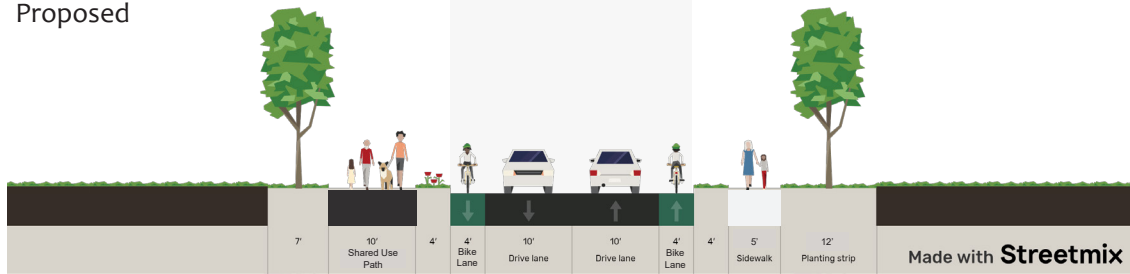 Proposed
7'
10'
Shared Use
Path
4'
4'
Bike
Lane
10'
Drive lane
10'
Drive lane
4'
Bike
Lane
4'
5'
Sidewalk
12'
Planting strip
Made with Streetmix